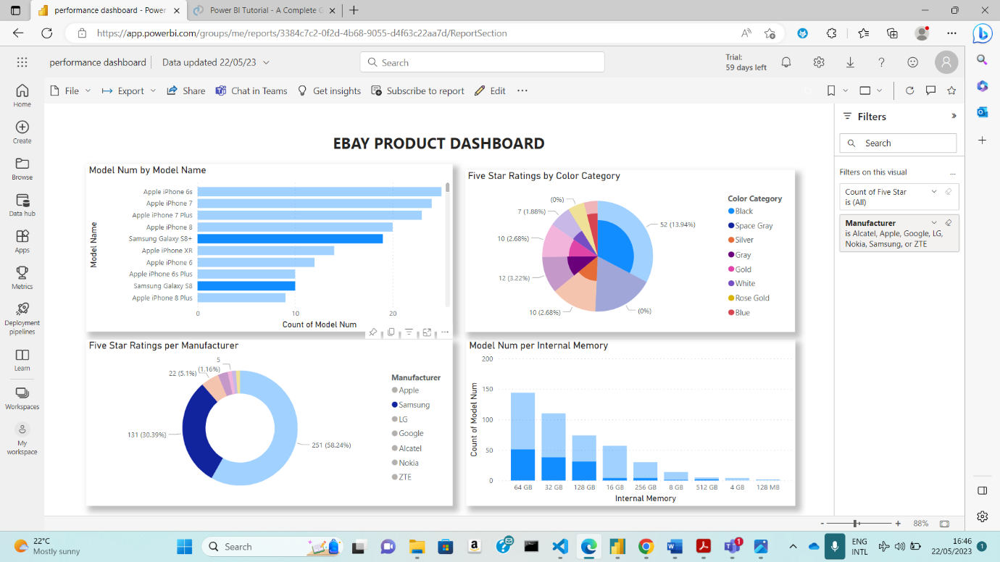 performance dashboard - Power
Power BI Tutorial - A Complete G
https://app.powerbi.com/groups/me/reports/3384c7c2-0f2d-4b68-9055-d4f63c22aa7d/ReportSection
performance dashboard
Data updated 22/05/23
Search
Trial:
59 days left
File
Export
Share
Chat in Teams
Get insights
Subscribe to report
Edit
Home
Create
Browse
Data hub
Apps
Metrics
Deployment
pipelines
Learn
Workspaces
My
workspace
EBAY PRODUCT DASHBOARD
Model Num by Model Name
Model Name
Apple iPhone 6s
Apple iPhone 7
Apple iPhone 7 Plus
Apple iPhone 8
Samsung Galaxy S8+
Apple iPhone XR
Apple iPhone 6
Apple iPhone 6s Plus
Samsung Galaxy S8
Apple iPhone 8 Plus
0 10 20
Count of Model Num
Five Star Ratings by Color Category
(0%)
7 (1.88%)
10 (2.68%)
12 (3.22%)
10 (2.68%)
(0%)
52 (13.94%)
Color Category
Black
Space Gray
Silver
Gray
Gold
White
Rose Gold
Blue
Five Star Ratings per Manufacturer
5
(1.16%)
22 (5.1%)
131 (30.39%)
251 (58.24%)
Manufacturer
Apple
Samsung
LG
Google
Alcatel
Nokia
ZTE
Model Num per Internal Memory
Count of Model Num
200
150
100
50
0
64 GB 32 GB 128 GB 16 GB 256 GB 8 GB 512 GB 4 GB 128 MB
Internal Memory
Filters
Search
Filters on this visual
Count of Five Star
is (All)
Manufacturer
is Alcatel, Apple, Google, LG,
Nokia, Samsung, or ZTE
- + 88%
22°C
Mostly sunny
Search
1
ENG
INTL
16:46
22/05/2023
1